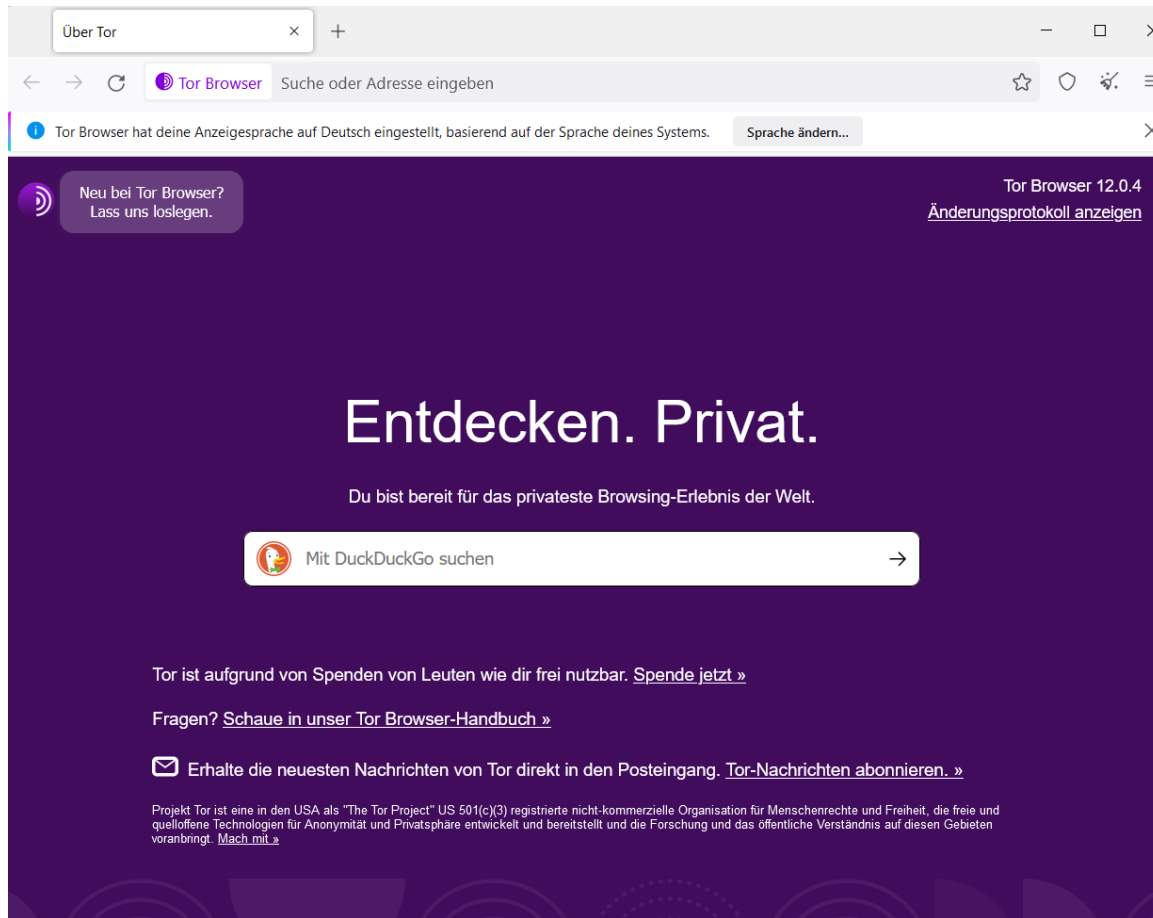 Über Tor
Tor Browser
Suche oder Adresse eingeben
Tor Browser hat deine Anzeigesprache auf Deutsch eingestellt, basierend auf der Sprache deines Systems.
Sprache ändern...
Neu bei Tor Browser?
Lass uns loslegen.
Tor Browser 12.0.4
Änderungsprotokoll anzeigen
Entdecken. Privat.
Du bist bereit für das privateste Browsing-Erlebnis der Welt.
Mit DuckDuckGo suchen
Tor ist aufgrund von Spenden von Leuten wie dir frei nutzbar. Spende jetzt »
Fragen? Schaue in unser Tor Browser-Handbuch »
Erhalte die neuesten Nachrichten von Tor direkt in den Posteingang. Tor-Nachrichten abonnieren. »
Projekt Tor ist eine in den USA als "The Tor Project" US 501(c)(3) registrierte nicht-kommerzielle Organisation für Menschenrechte und Freiheit, die freie und
quelloffene Technologien für Anonymität und Privatsphäre entwickelt und bereitstellt und die Forschung und das öffentliche Verständnis auf diesen Gebieten
voranbringt. Mach mit »